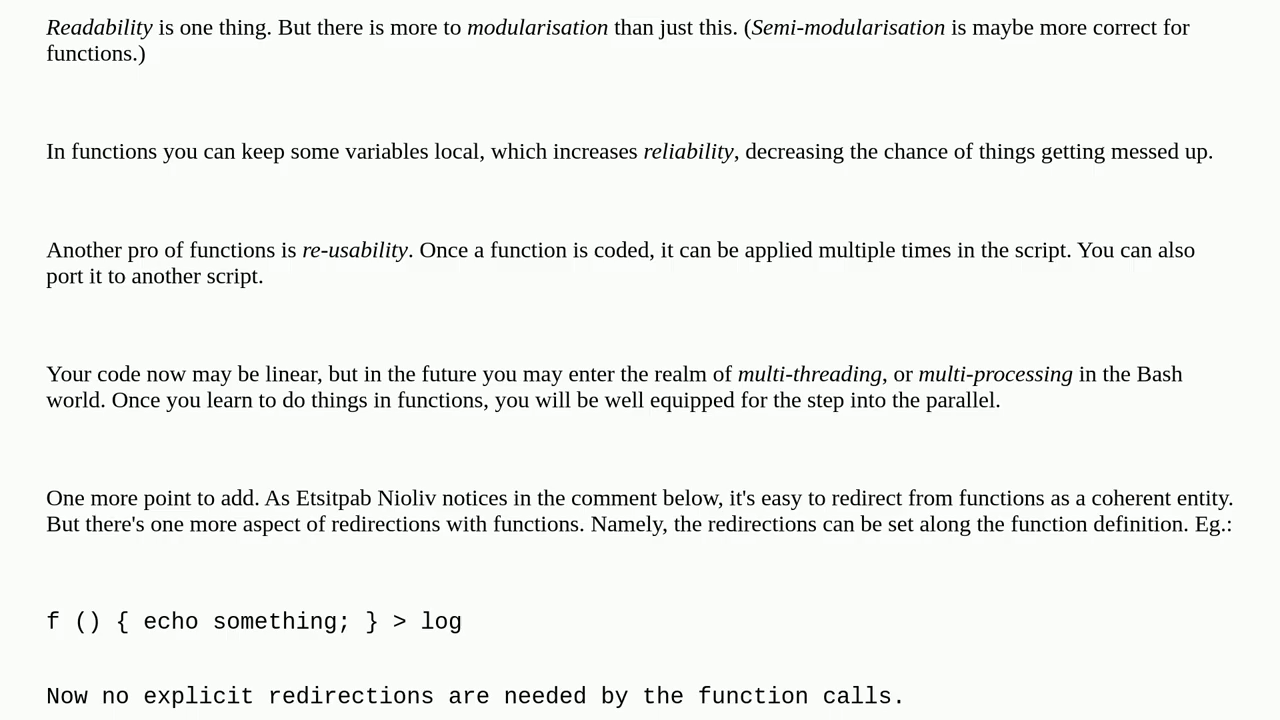 Readability is one thing. But there is more to modularisation than just this. (Semi-modularisation is maybe more correct for
functions.)
In functions you can keep some variables local, which increases reliability, decreasing the chance of things getting messed up.
Another pro of functions is re-usability. Once a function is coded, it can be applied multiple times in the script. You can also
port it to another script.
Your code now may be linear, but in the future you may enter the realm of multi-threading, or multi-processing in the Bash
world. Once you learn to do things in functions, you will be well equipped for the step into the parallel.
One more point to add. As Etsitpab Nioliv notices in the comment below, it's easy to redirect from functions as a coherent entity.
But there's one more aspect of redirections with functions. Namely, the redirections can be set along the function definition. Eg.:
f () { echo something; } > log
Now no explicit redirections are needed by the function calls.